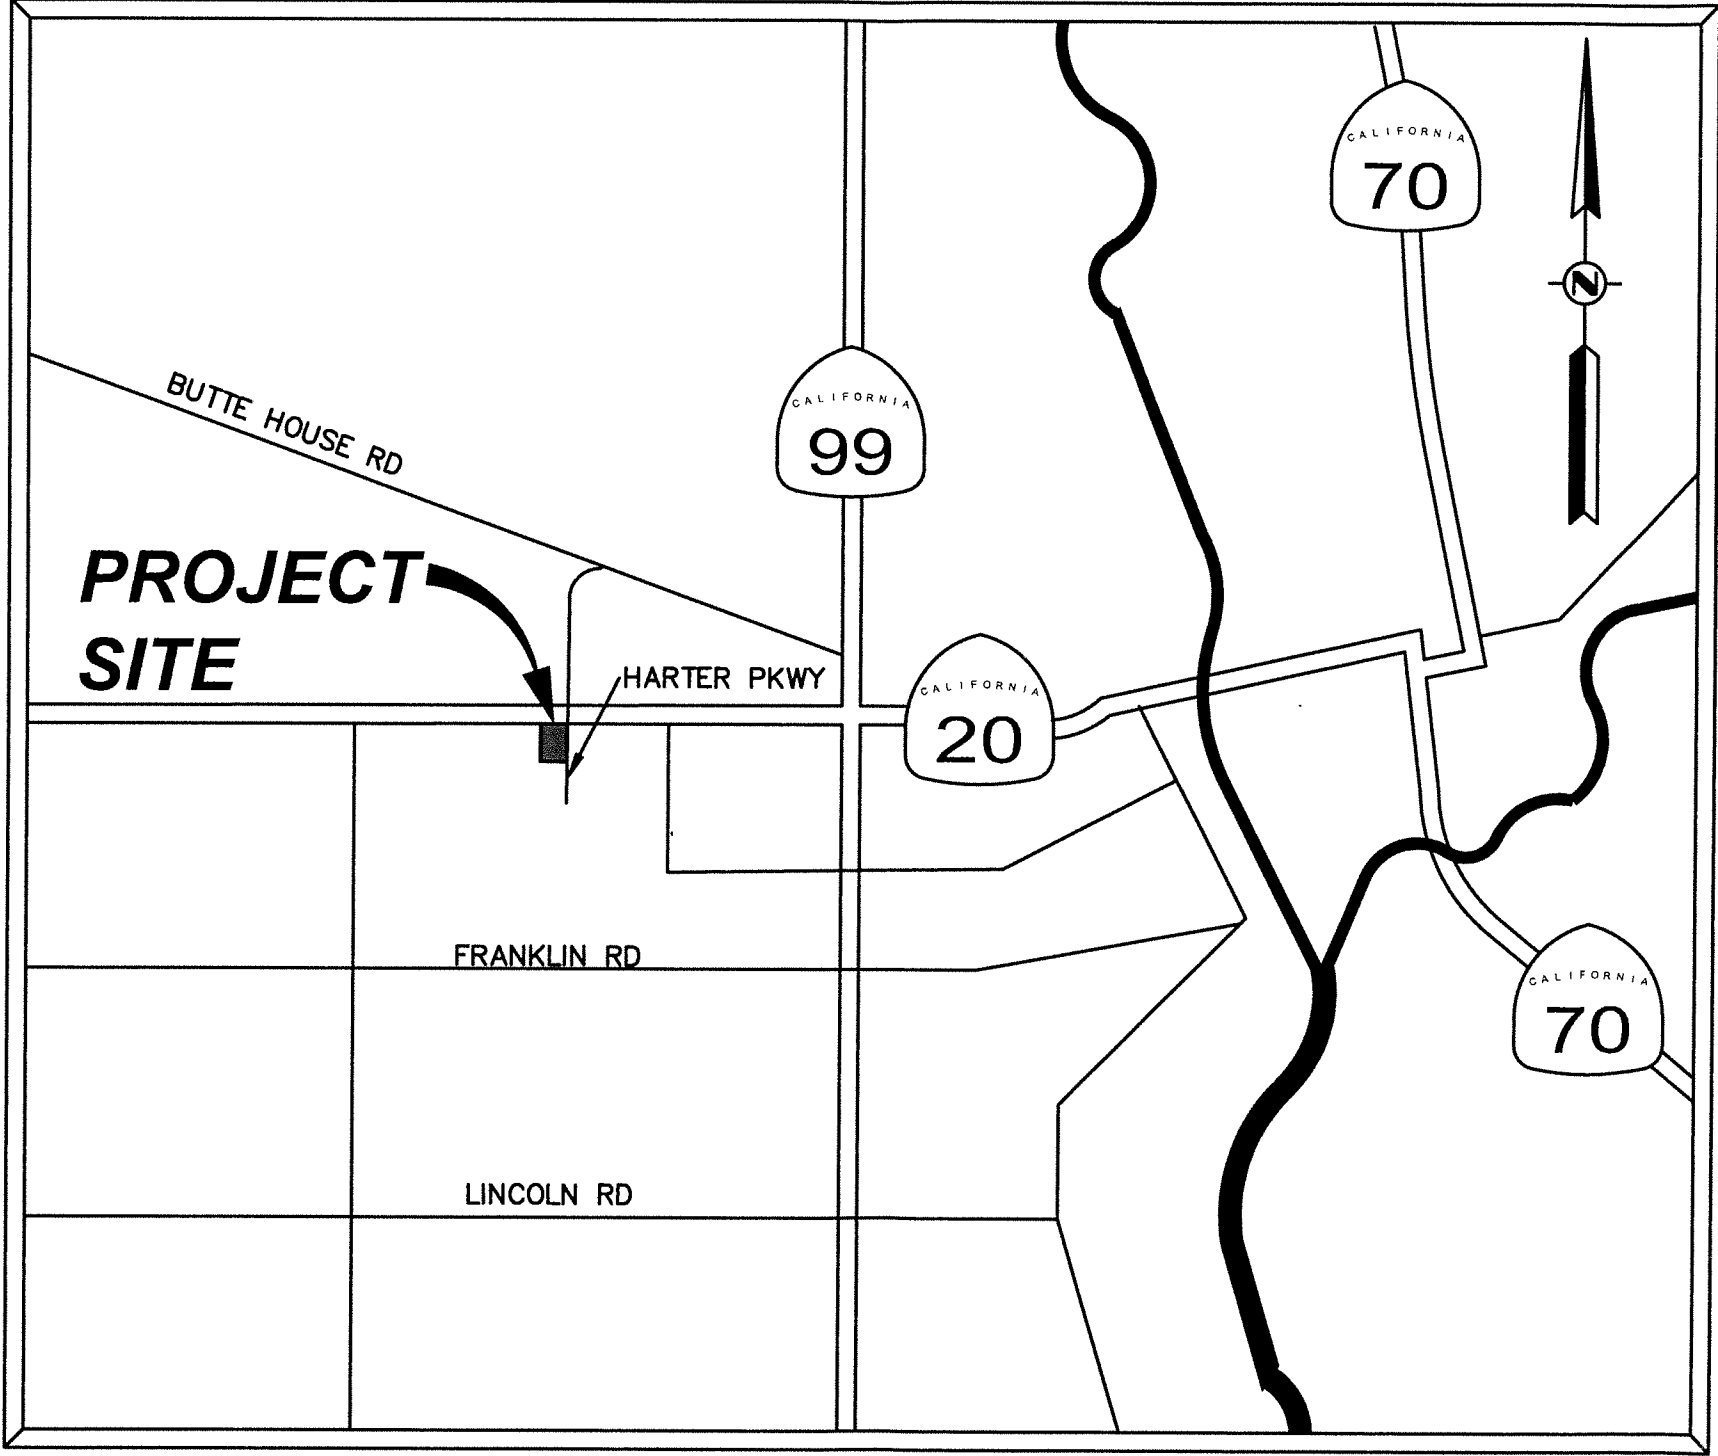 CALIFORNIA
70
N
BUTTE HOUSE RD
CALIFORNIA
99
PROJECT
SITE
HARTER PKWY
CALIFORNIA
20
FRANKLIN RD
CALIFORNIA
70
LINCOLN RD